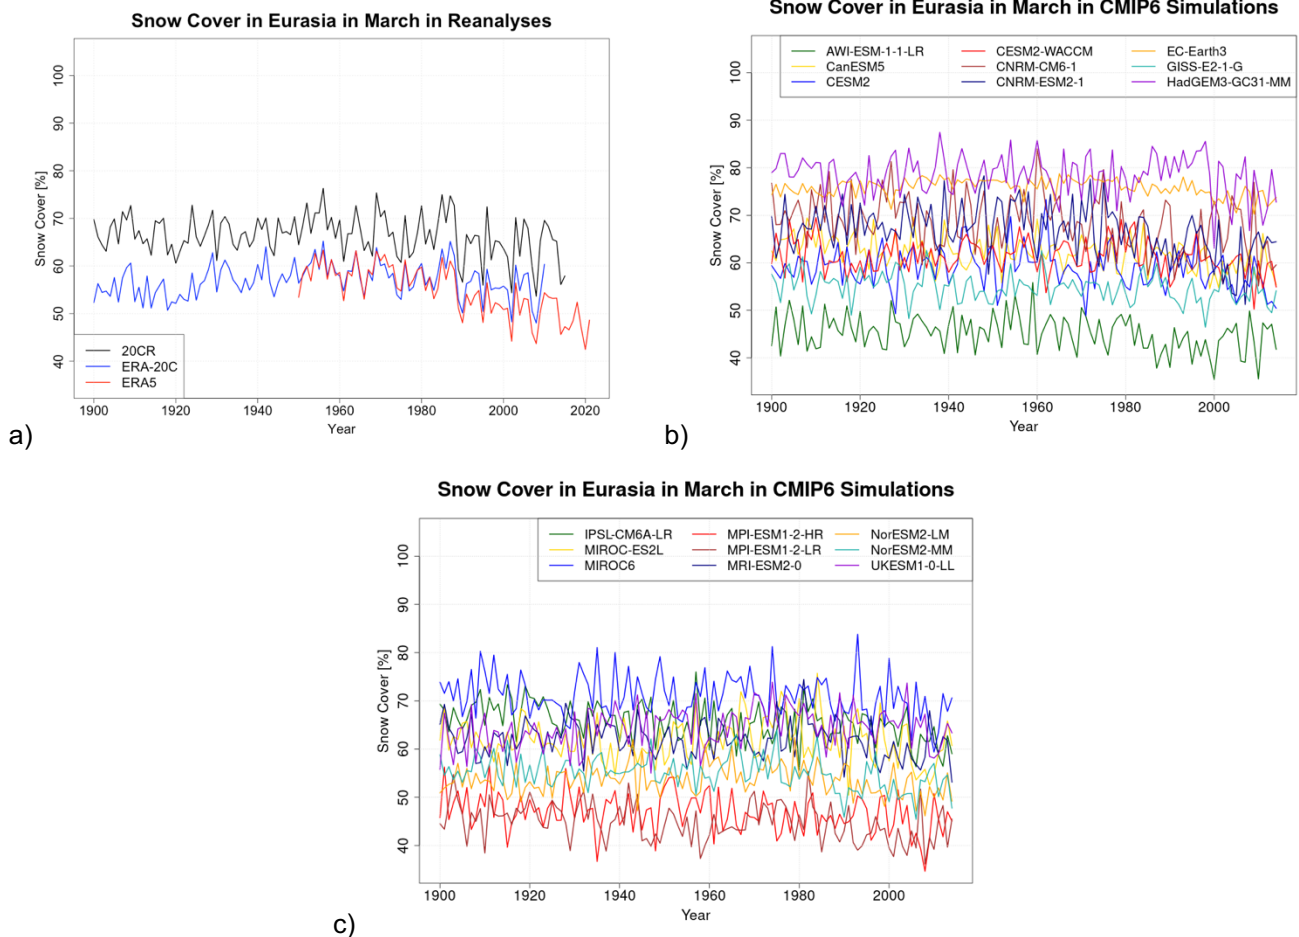 Snow Cover in Eurasia in March in Reanalyses
Snow Cover [%]
100
90
80
70
60
50
40
20CR
ERA-20C
ERA5
1900 1920 1940 1960 1980 2000 2020
Year
a)
Snow Cover in Eurasia in March in CMIP6 Simulations
AWI-ESM-1-1-LR CESM2-WACCM EC-Earth3
CanESM5 CNRM-CM6-1 GISS-E2-1-G
CESM2 CNRM-ESM2-1 HadGEM3-GC31-MM
Snow Cover [%]
100
90
80
70
60
50
40
1900 1920 1940 1960 1980 2000
Year
b)
Snow Cover in Eurasia in March in CMIP6 Simulations
IPSL-CM6A-LR MPI-ESM1-2-HR NorESM2-LM
MIROC-ES2L MPI-ESM1-2-LR NorESM2-MM
MIROC6 MRI-ESM2-0 UKESM1-0-LL
Snow Cover [%]
100
90
80
70
60
50
40
1900 1920 1940 1960 1980 2000
Year
c)